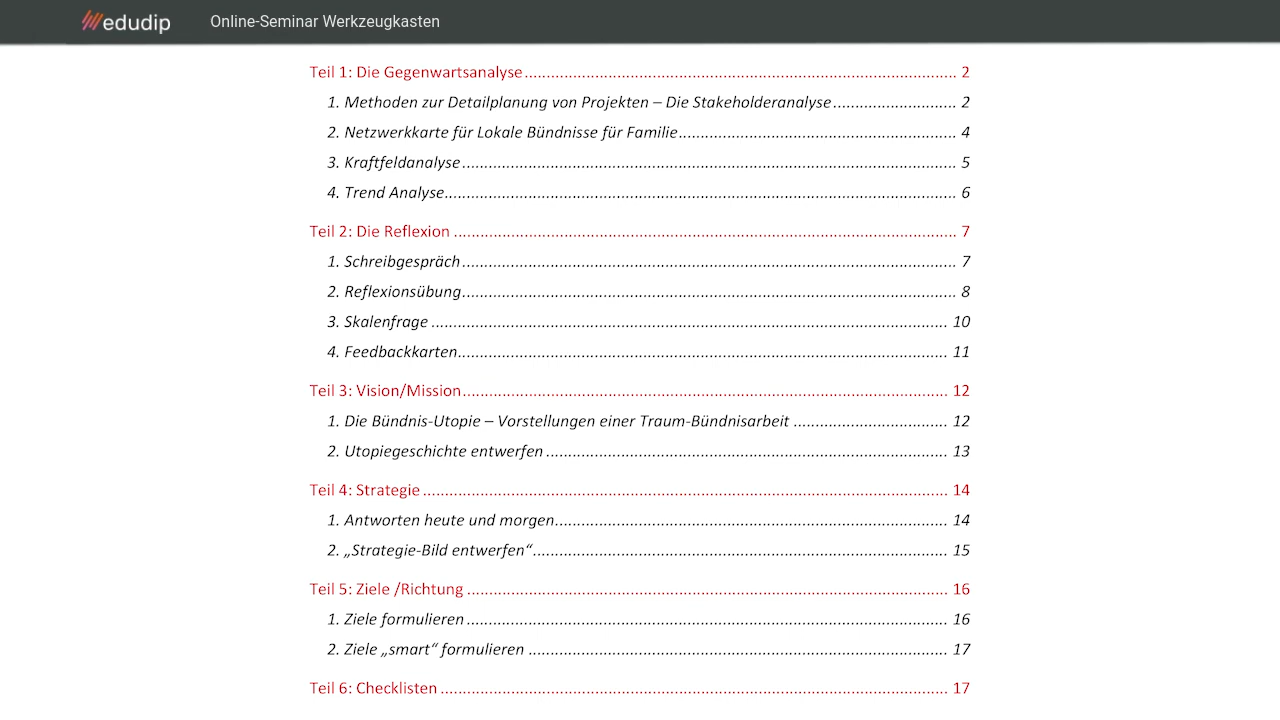 edudip Online-Seminar Werkzeugkasten
Teil 1: Die Gegenwartsanalyse 2
1. Methoden zur Detailplanung von Projekten – Die Stakeholderanalyse 2
2. Netzwerkkarte für Lokale Bündnisse für Familie 4
3. Kraftfeldanalyse 5
4. Trend Analyse 6
Teil 2: Die Reflexion 7
1. Schreibgespräch 7
2. Reflexionsübung 8
3. Skalenfrage 10
4. Feedbackkarten 11
Teil 3: Vision/Mission 12
1. Die Bündnis-Utopie – Vorstellungen einer Traum-Bündnisarbeit 12
2. Utopiegeschichte entwerfen 13
Teil 4: Strategie 14
1. Antworten heute und morgen 14
2. „Strategie-Bild entwerfen“ 15
Teil 5: Ziele /Richtung 16
1. Ziele formulieren 16
2. Ziele „smart“ formulieren 17
Teil 6: Checklisten 17